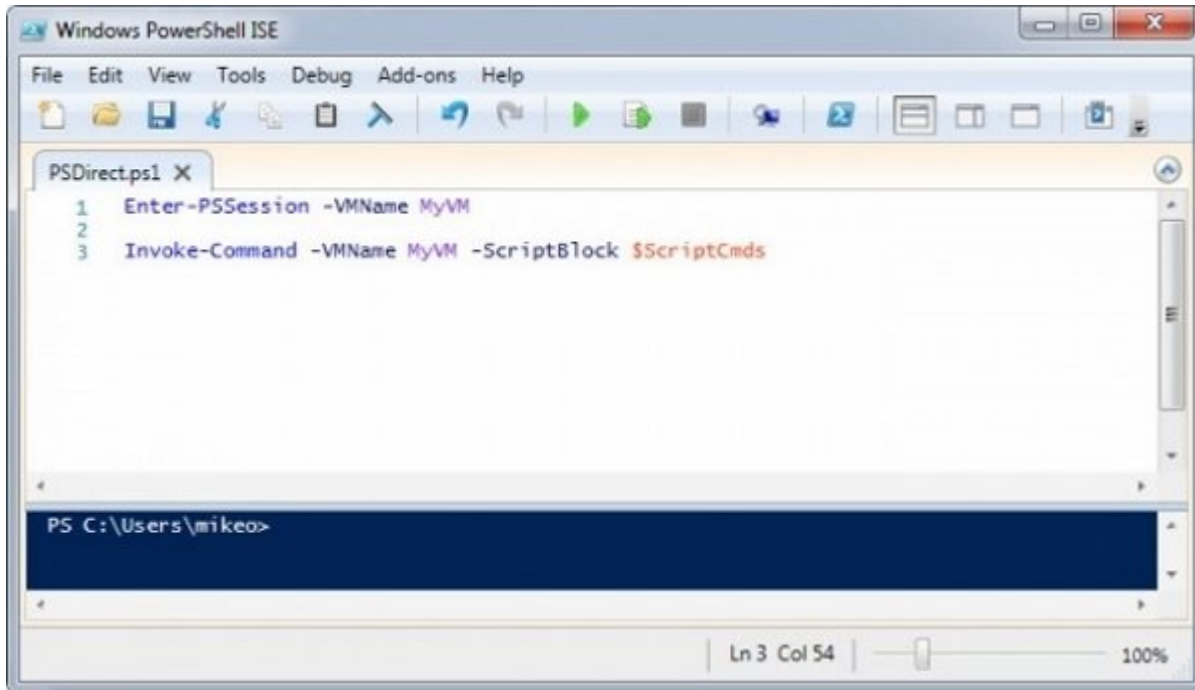 Windows PowerShell ISE
File Edit View Tools Debug Add-ons Help
PSDirect.ps1
1 Enter-PSSession -VMName MyVM
2
3 Invoke-Command -VMName MyVM -ScriptBlock $ScriptCmds
PS C:\Users\mikeo>
Ln 3 Col 54 100%